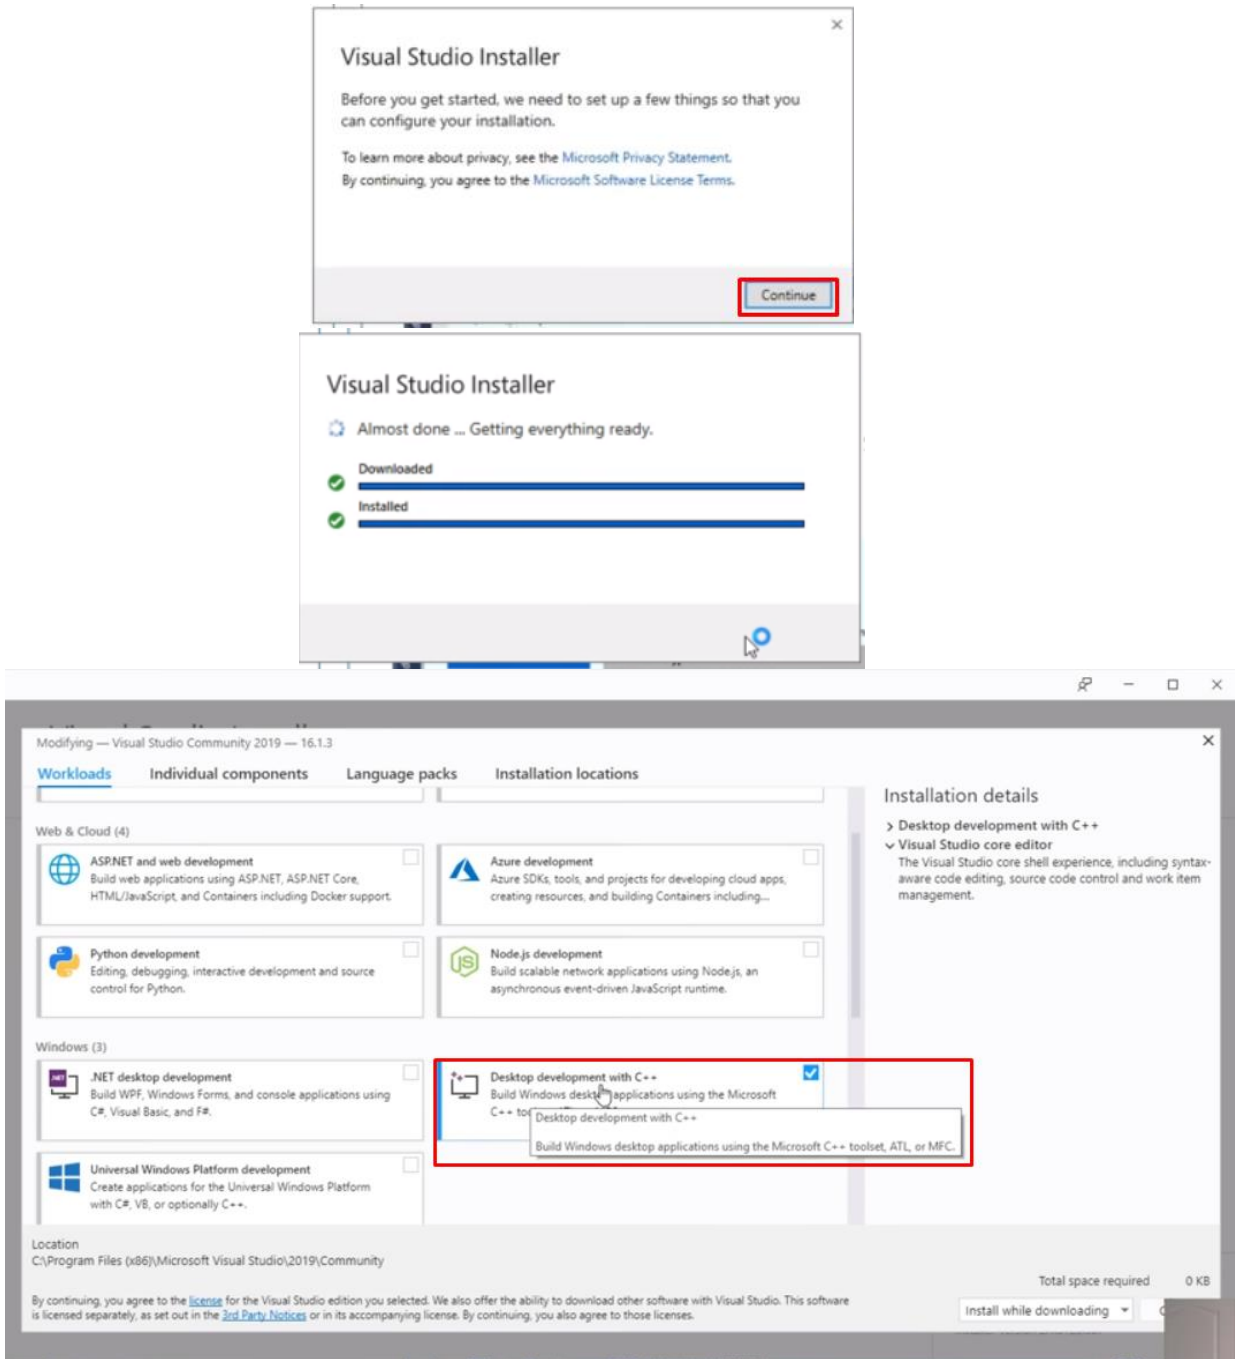 Visual Studio Installer
Before you get started, we need to set up a few things so that you
can configure your installation.
To learn more about privacy, see the Microsoft Privacy Statement.
By continuing, you agree to the Microsoft Software License Terms.
Continue
Visual Studio Installer
Almost done ... Getting everything ready.
Downloaded
Installed
Modifying — Visual Studio Community 2019 — 16.1.3
Workloads Individual components Language packs Installation locations
Web & Cloud (4)
ASP.NET and web development
Build web applications using ASP.NET, ASP.NET Core,
HTML/JavaScript, and Containers including Docker support.
Azure development
Azure SDKs, tools, and projects for developing cloud apps,
creating resources, and building Containers including...
Python development
Editing, debugging, interactive development and source
control for Python.
Node.js development
Build scalable network applications using Node.js, an
asynchronous event-driven JavaScript runtime.
Windows (3)
.NET desktop development
Build WPF, Windows Forms, and console applications using
C#, Visual Basic, and F#.
Desktop development with C++
Build Windows desktop applications using the Microsoft
C++
Desktop development with C++
Build Windows desktop applications using the Microsoft C++ toolset, ATL, or MFC.
Universal Windows Platform development
Create applications for the Universal Windows Platform
with C#, VB, or optionally C++.
Installation details
Desktop development with C++
Visual Studio core editor
The Visual Studio core shell experience, including syntax-
aware code editing, source code control and work item
management.
Location
C:\Program Files (x86)\Microsoft Visual Studio\2019\Community
Total space required 0 KB
By continuing, you agree to the license for the Visual Studio edition you selected. We also offer the ability to download other software with Visual Studio. This software
is licensed separately, as set out in the 3rd Party Notices or in its accompanying license. By continuing, you also agree to those licenses.
Install while downloading